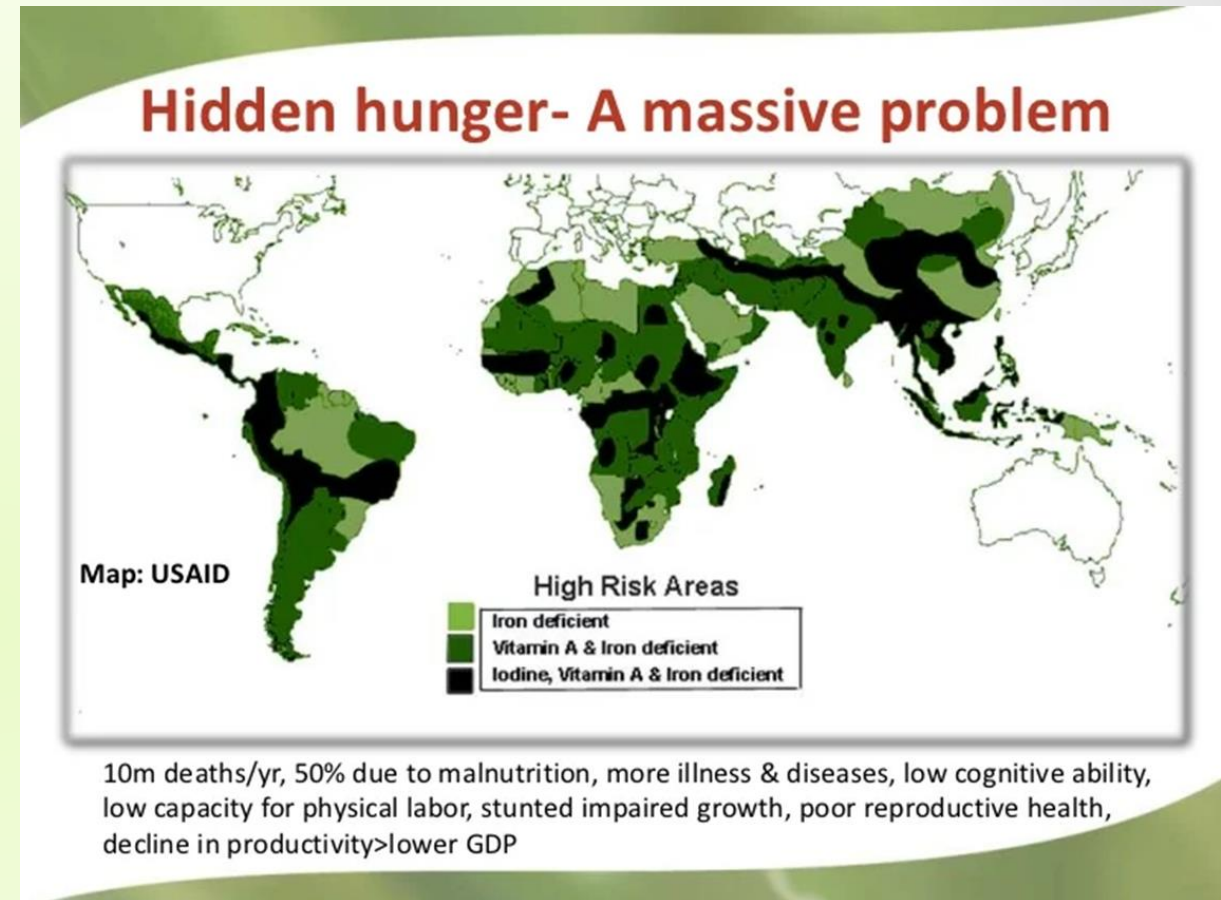 Hidden hunger- A massive problem
Map: USAID
High Risk Areas
Iron deficient
Vitamin A & Iron deficient
Iodine, Vitamin A & Iron deficient
10m deaths/yr, 50% due to malnutrition, more illness & diseases, low cognitive ability,
low capacity for physical labor, stunted impaired growth, poor reproductive health,
decline in productivity>lower GDP